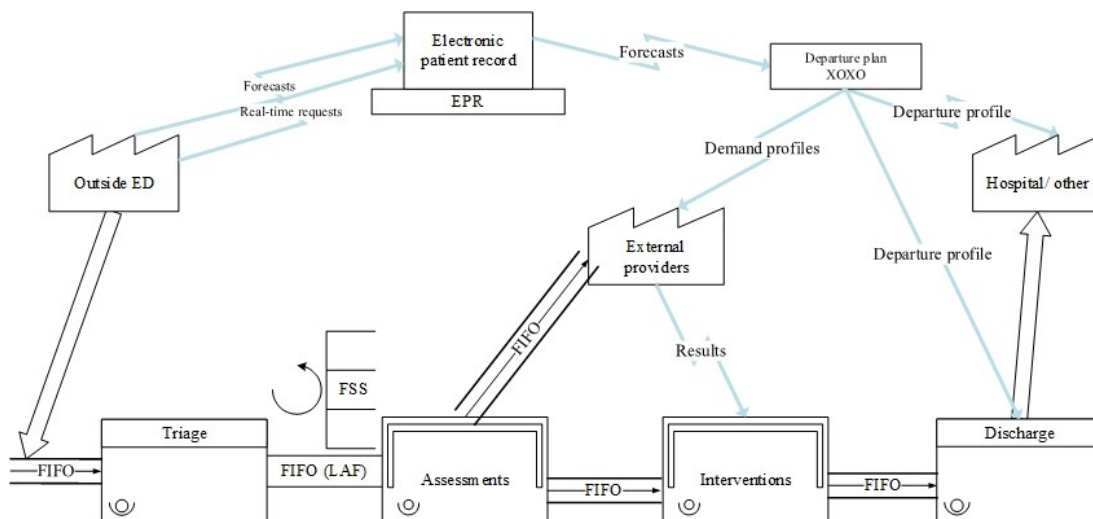 Electronic
patient record
EPR
Forecasts
Departure plan
XOXO
Forecasts
Real-time requests
Departure profile
Demand profiles
Outside ED
Hospital/ other
External
providers
Departure profile
FIFO
Results
FSS
Triage
Discharge
FIFO
FIFO (LAF)
Assessments
FIFO
Interventions
FIFO